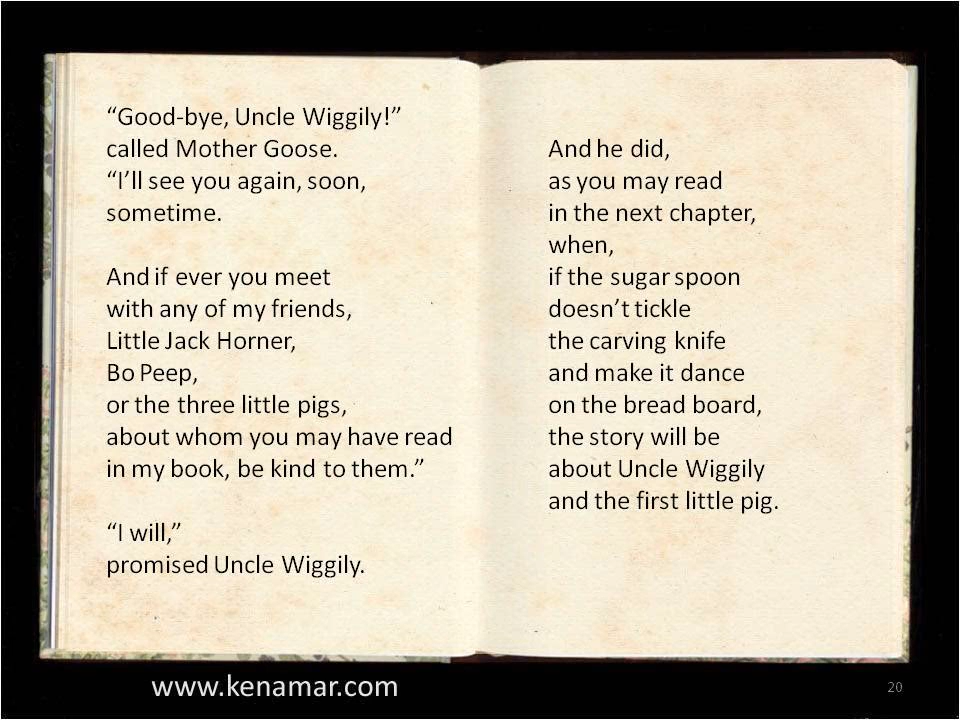 “Good-bye, Uncle Wiggily!”
called Mother Goose.
“I’ll see you again, soon,
sometime.
And if ever you meet
with any of my friends,
Little Jack Horner,
Bo Peep,
or the three little pigs,
about whom you may have read
in my book, be kind to them.”
“I will,”
promised Uncle Wiggily.
And he did,
as you may read
in the next chapter,
when,
if the sugar spoon
doesn’t tickle
the carving knife
and make it dance
on the bread board,
the story will be
about Uncle Wiggily
and the first little pig.
www.kenamar.com
20